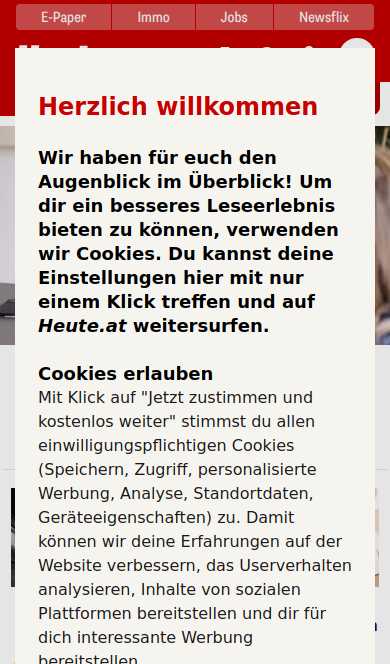 E-Paper Immo Jobs Newsflix
Herzlich willkommen
Wir haben für euch den
Augenblick im Überblick! Um
dir ein besseres Leseerlebnis
bieten zu können, verwenden
wir Cookies. Du kannst deine
Einstellungen hier mit nur
einem Klick treffen und auf
Heute.at weitersurfen.
Cookies erlauben
Mit Klick auf "Jetzt zustimmen und
kostenlos weiter" stimmst du allen
einwilligungspflichtigen Cookies
(Speichern, Zugriff, personalisierte
Werbung, Analyse, Standortdaten,
Geräteeigenschaften) zu. Damit
können wir deine Erfahrungen auf der
Website verbessern, das Userverhalten
analysieren, Inhalte von sozialen
Plattformen bereitstellen und dir für
dich interessante Werbung
bereitstellen